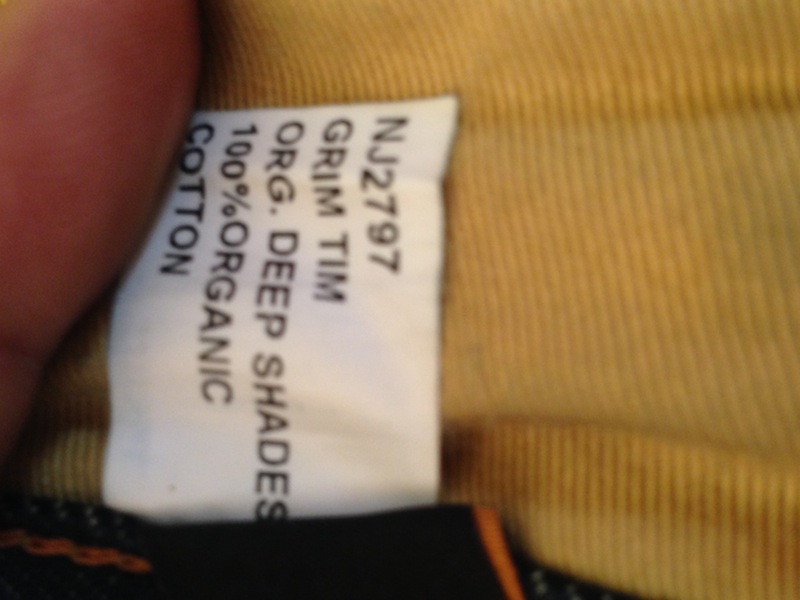 NJ2797
GRIM TIM
ORG. DEEP SHADES
100%ORGANIC
COTTON